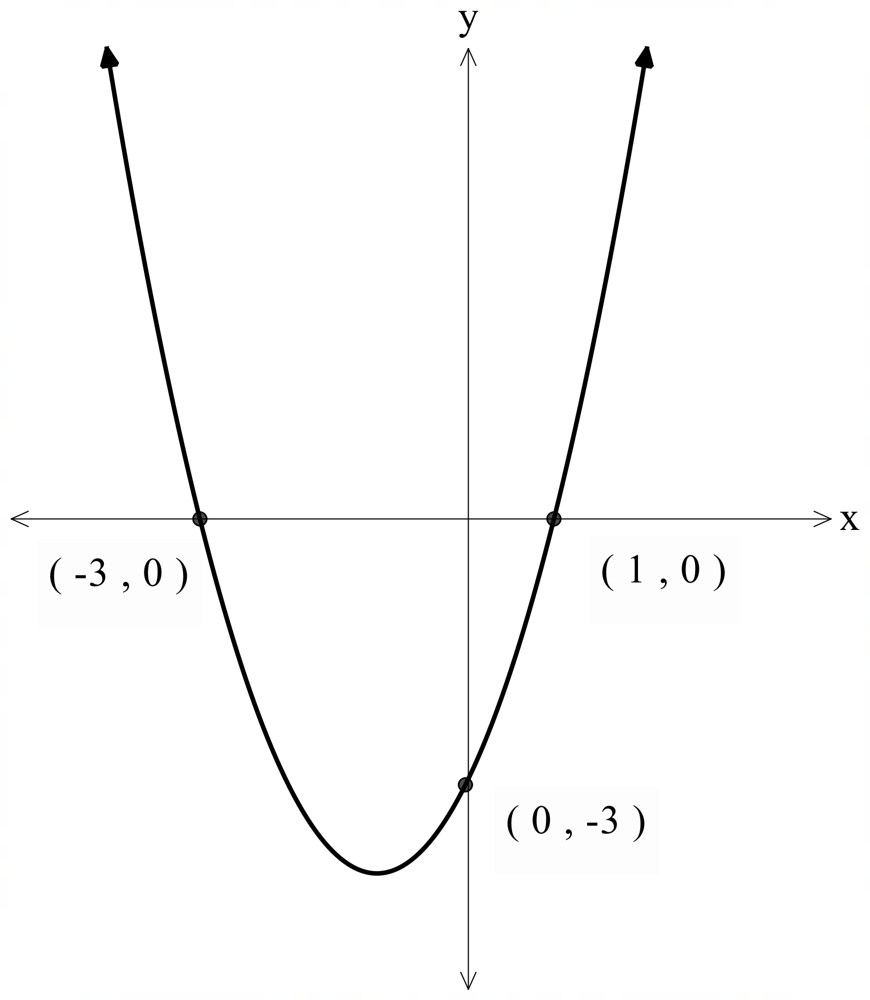 y
x
( -3 , 0 )
( 1 , 0 )
( 0 , -3 )